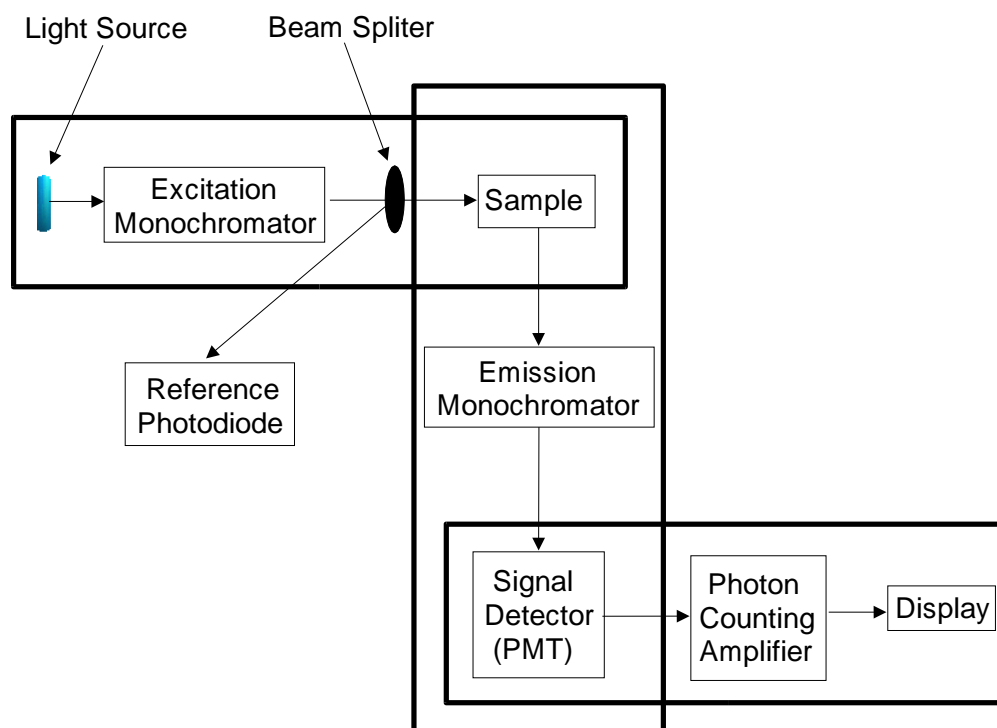 Light Source
Beam Spliter
Excitation
Monochromator
Sample
Reference
Photodiode
Emission
Monochromator
Signal
Detector
(PMT)
Photon
Counting
Amplifier
Display